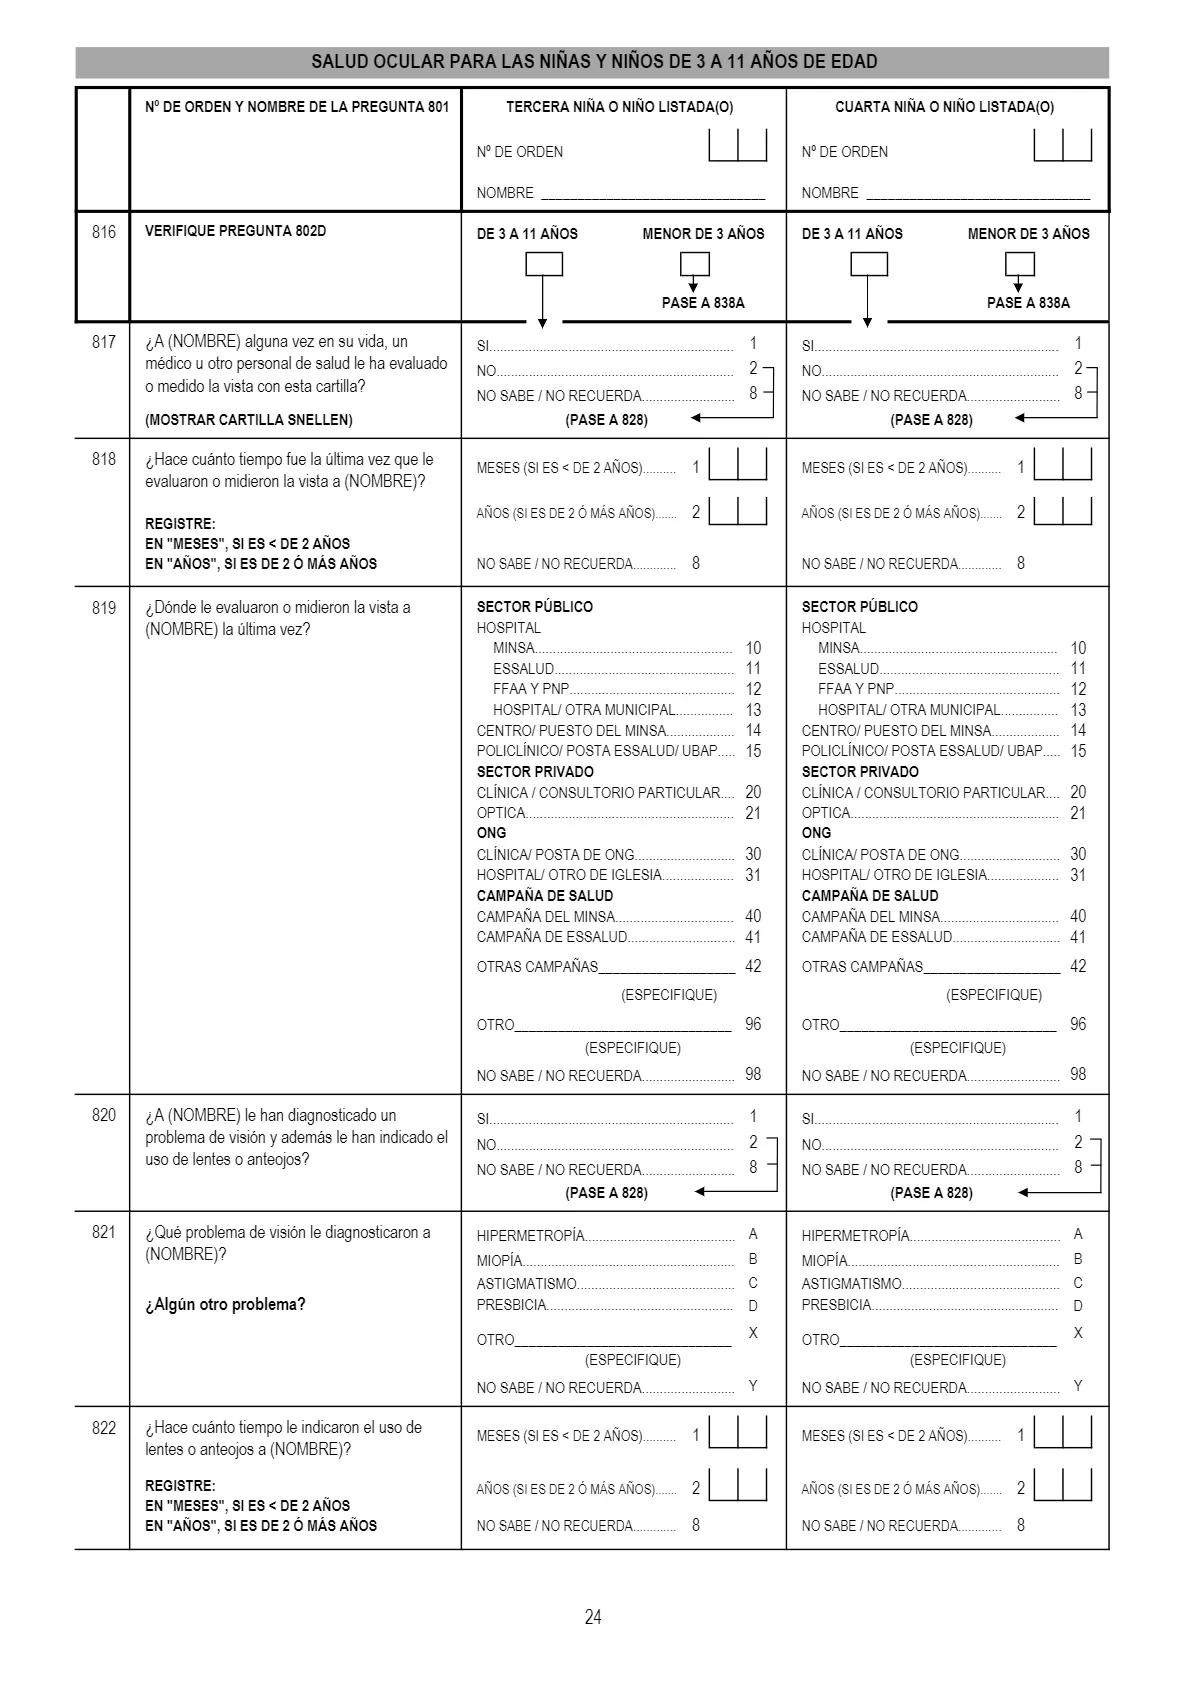 SALUD OCULAR PARA LAS NIÑAS Y NIÑOS DE 3 A 11 AÑOS DE EDAD
Nº DE ORDEN Y NOMBRE DE LA PREGUNTA 801
TERCERA NIÑA O NIÑO LISTADA(O)
Nº DE ORDEN
NOMBRE _______________________________
CUARTA NIÑA O NIÑO LISTADA(O)
Nº DE ORDEN
NOMBRE _______________________________
816
VERIFIQUE PREGUNTA 802D
DE 3 A 11 AÑOS MENOR DE 3 AÑOS
PASE A 838A
DE 3 A 11 AÑOS MENOR DE 3 AÑOS
PASE A 838A
817
¿A (NOMBRE) alguna vez en su vida, un
médico u otro personal de salud le ha evaluado
o medido la vista con esta cartilla?
(MOSTRAR CARTILLA SNELLEN)
SI.................................................................... 1
NO.................................................................. 2
NO SABE / NO RECUERDA.......................... 8
(PASE A 828)
SI.................................................................... 1
NO.................................................................. 2
NO SABE / NO RECUERDA.......................... 8
(PASE A 828)
818
¿Hace cuánto tiempo fue la última vez que le
evaluaron o midieron la vista a (NOMBRE)?
REGISTRE:
EN "MESES", SI ES < DE 2 AÑOS
EN "AÑOS", SI ES DE 2 Ó MÁS AÑOS
MESES (SI ES < DE 2 AÑOS).......... 1
AÑOS (SI ES DE 2 Ó MÁS AÑOS)....... 2
NO SABE / NO RECUERDA............. 8
MESES (SI ES < DE 2 AÑOS).......... 1
AÑOS (SI ES DE 2 Ó MÁS AÑOS)....... 2
NO SABE / NO RECUERDA............. 8
819
¿Dónde le evaluaron o midieron la vista a
(NOMBRE) la última vez?
SECTOR PÚBLICO
HOSPITAL
MINSA....................................................... 10
ESSALUD.................................................. 11
FFAA Y PNP.............................................. 12
HOSPITAL/ OTRA MUNICIPAL................ 13
CENTRO/ PUESTO DEL MINSA................... 14
POLICLÍNICO/ POSTA ESSALUD/ UBAP..... 15
SECTOR PRIVADO
CLÍNICA / CONSULTORIO PARTICULAR.... 20
OPTICA.......................................................... 21
ONG
CLÍNICA/ POSTA DE ONG............................ 30
HOSPITAL/ OTRO DE IGLESIA.................... 31
CAMPAÑA DE SALUD
CAMPAÑA DEL MINSA................................. 40
CAMPAÑA DE ESSALUD.............................. 41
OTRAS CAMPAÑAS___________________ 42
(ESPECIFIQUE)
OTRO______________________________ 96
(ESPECIFIQUE)
NO SABE / NO RECUERDA.......................... 98
SECTOR PÚBLICO
HOSPITAL
MINSA....................................................... 10
ESSALUD.................................................. 11
FFAA Y PNP.............................................. 12
HOSPITAL/ OTRA MUNICIPAL................ 13
CENTRO/ PUESTO DEL MINSA................... 14
POLICLÍNICO/ POSTA ESSALUD/ UBAP..... 15
SECTOR PRIVADO
CLÍNICA / CONSULTORIO PARTICULAR.... 20
OPTICA.......................................................... 21
ONG
CLÍNICA/ POSTA DE ONG............................ 30
HOSPITAL/ OTRO DE IGLESIA.................... 31
CAMPAÑA DE SALUD
CAMPAÑA DEL MINSA................................. 40
CAMPAÑA DE ESSALUD.............................. 41
OTRAS CAMPAÑAS___________________ 42
(ESPECIFIQUE)
OTRO______________________________ 96
(ESPECIFIQUE)
NO SABE / NO RECUERDA.......................... 98
820
¿A (NOMBRE) le han diagnosticado un
problema de visión y además le han indicado el
uso de lentes o anteojos?
SI.................................................................... 1
NO.................................................................. 2
NO SABE / NO RECUERDA.......................... 8
(PASE A 828)
SI.................................................................... 1
NO.................................................................. 2
NO SABE / NO RECUERDA.......................... 8
(PASE A 828)
821
¿Qué problema de visión le diagnosticaron a
(NOMBRE)?
¿Algún otro problema?
HIPERMETROPÍA.......................................... A
MIOPÍA........................................................... B
ASTIGMATISMO............................................ C
PRESBICIA.................................................... D
OTRO______________________________ X
(ESPECIFIQUE)
NO SABE / NO RECUERDA.......................... Y
HIPERMETROPÍA.......................................... A
MIOPÍA........................................................... B
ASTIGMATISMO............................................ C
PRESBICIA.................................................... D
OTRO______________________________ X
(ESPECIFIQUE)
NO SABE / NO RECUERDA.......................... Y
822
¿Hace cuánto tiempo le indicaron el uso de
lentes o anteojos a (NOMBRE)?
REGISTRE:
EN "MESES", SI ES < DE 2 AÑOS
EN "AÑOS", SI ES DE 2 Ó MÁS AÑOS
MESES (SI ES < DE 2 AÑOS).......... 1
AÑOS (SI ES DE 2 Ó MÁS AÑOS)....... 2
NO SABE / NO RECUERDA............. 8
MESES (SI ES < DE 2 AÑOS).......... 1
AÑOS (SI ES DE 2 Ó MÁS AÑOS)....... 2
NO SABE / NO RECUERDA............. 8
24